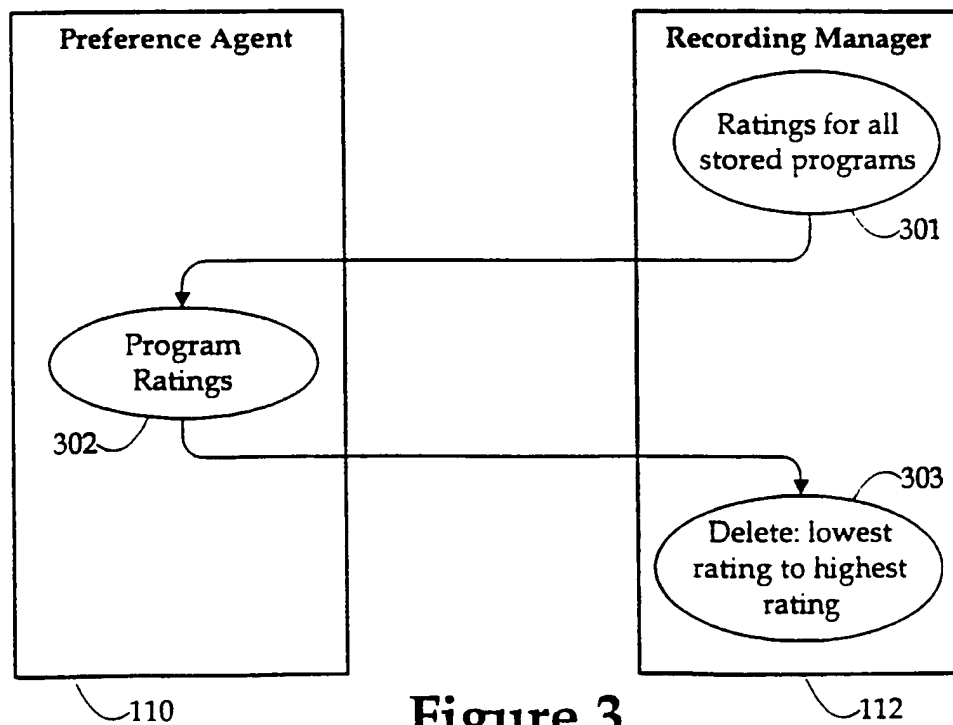 Preference Agent
Recording Manager
Ratings for all
stored programs
301
Program
Ratings
302
303
Delete: lowest
rating to highest
rating
110
Figure 3
112